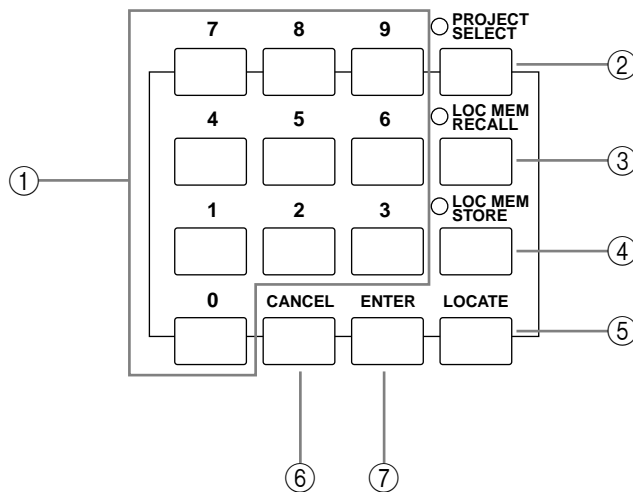 7 8 9 PROJECT
SELECT
②
4 5 6 LOC MEM
RECALL
① ③
1 2 3 LOC MEM
STORE
④
0 CANCEL ENTER LOCATE
⑤
⑥ ⑦